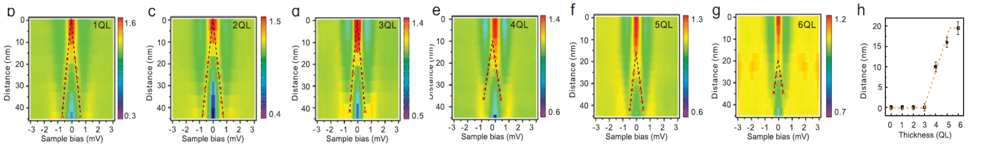 b
1QL
0
10
20
30
40
Distance (nm)
-3 -2 -1 0 1 2 3
Sample bias (mV)
1.6
0.3
c
2QL
0
10
20
30
40
Distance (nm)
-3 -2 -1 0 1 2 3
Sample bias (mV)
1.5
0.4
d
3QL
0
10
20
30
40
Distance (nm)
-3 -2 -1 0 1 2 3
Sample bias (mV)
1.4
0.5
e
4QL
0
10
20
30
40
Distance (nm)
-3 -2 -1 0 1 2 3
Sample bias (mV)
1.4
0.6
f
5QL
0
10
20
30
40
Distance (nm)
-3 -2 -1 0 1 2 3
Sample bias (mV)
1.3
0.6
g
6QL
0
10
20
30
40
Distance (nm)
-3 -2 -1 0 1 2 3
Sample bias (mV)
1.2
0.7
h
20
15
10
5
0
Distance (nm)
0 1 2 3 4 5 6
Thickness (QL)